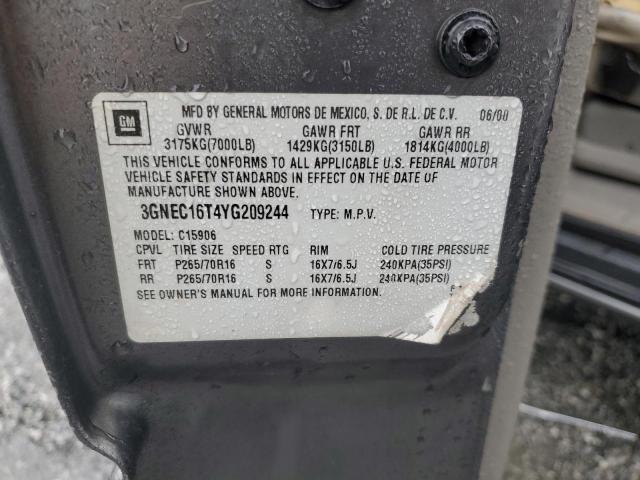 GM
MFD BY GENERAL MOTORS DE MEXICO, S. DE R.L. DE C.V. 06/00
GVWR GAWR FRT GAWR RR
3175KG(7000LB) 1429KG(3150LB) 1814KG(4000LB)
THIS VEHICLE CONFORMS TO ALL APPLICABLE U.S. FEDERAL MOTOR
VEHICLE SAFETY STANDARDS IN EFFECT ON THE DATE OF
MANUFACTURE SHOWN ABOVE.
3GNEC16T4YG209244 TYPE: M.P.V.
MODEL: C15906
CPVL TIRE SIZE SPEED RTG RIM COLD TIRE PRESSURE
FRT P265/70R16 S 16X7/6.5J 240KPA(35PSI)
RR P265/70R16 S 16X7/6.5J 240KPA(35PSI)
SEE OWNER'S MANUAL FOR MORE INFORMATION.